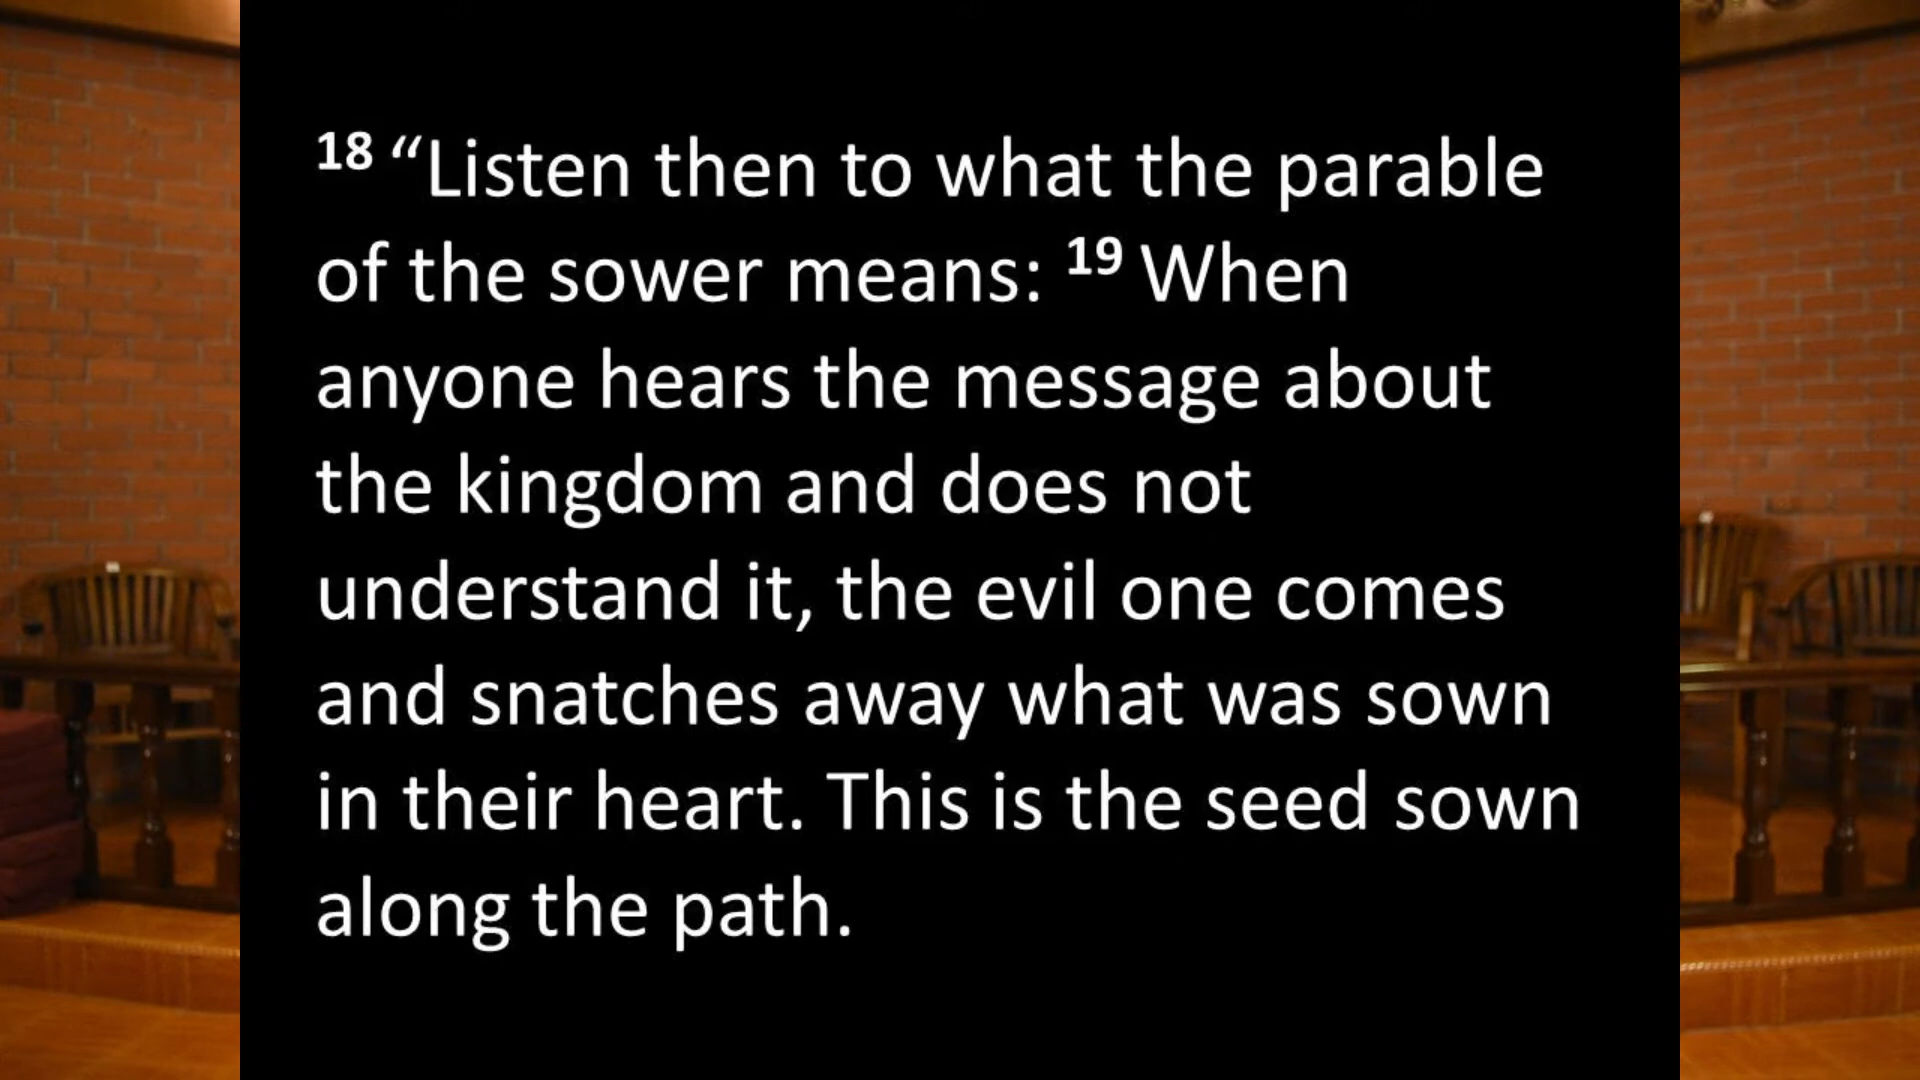 18 “Listen then to what the parable
of the sower means: 19 When
anyone hears the message about
the kingdom and does not
understand it, the evil one comes
and snatches away what was sown
in their heart. This is the seed sown
along the path.